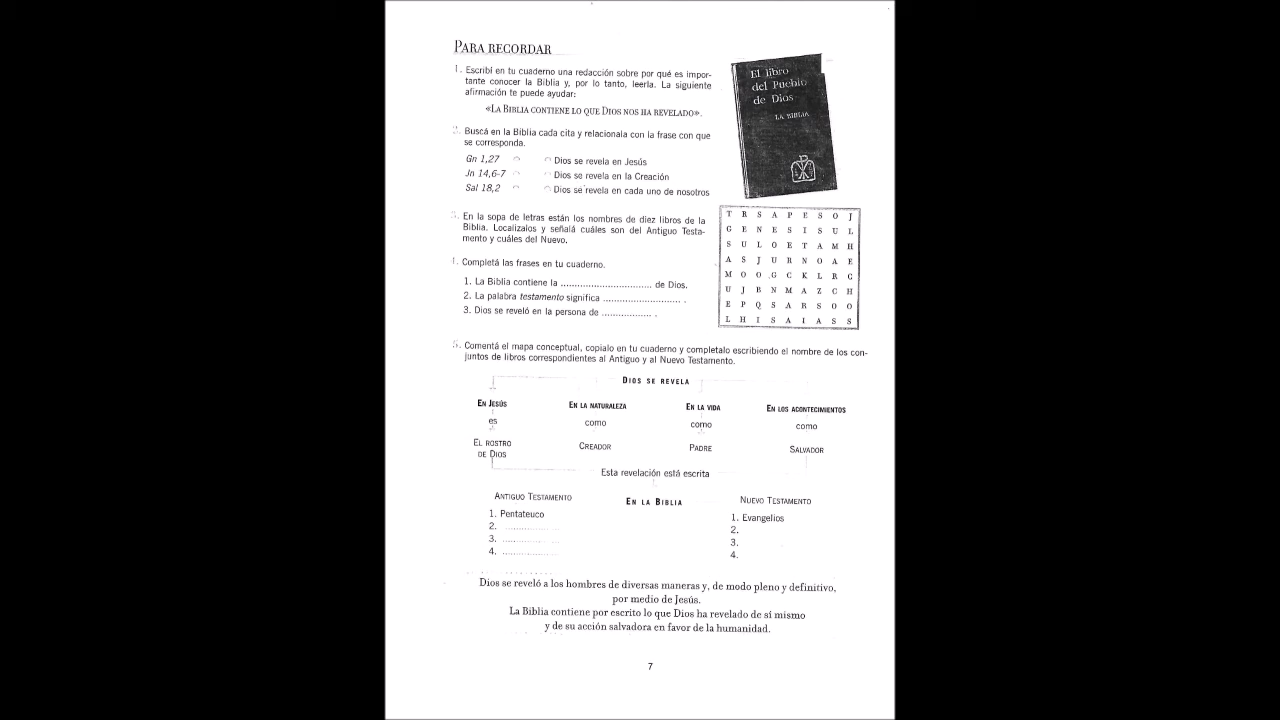 PARA RECORDAR
1. Escribí en tu cuaderno una redacción sobre por qué es impor-
tante conocer la Biblia y, por lo tanto, leerla. La siguiente
afirmación te puede ayudar:
«LA BIBLIA CONTIENE LO QUE DIOS NOS HA REVELADO».
2. Buscá en la Biblia cada cita y relacionala con la frase con que
se corresponda.
Gn 1,27 Dios se revela en Jesús
Jn 14,6-7 Dios se revela en la Creación
Sal 18,2 Dios se revela en cada uno de nosotros
El libro
del Pueblo
de Dios
LA BIBLIA
3. En la sopa de letras están los nombres de diez libros de la
Biblia. Localizalos y señalá cuáles son del Antiguo Testa-
mento y cuáles del Nuevo.
T R S A P E S O J
G E N E S I S U L
S U L O E T A M H
A S J U R N O A E
M O O G C K L R C
U J B N M A Z C H
E P Q S A R S O O
L H I S A I A S S
4. Completá las frases en tu cuaderno.
1. La Biblia contiene la ................................ de Dios.
2. La palabra testamento significa ........................... .
3. Dios se reveló en la persona de .................. .
5. Comentá el mapa conceptual, copialo en tu cuaderno y completalo escribiendo el nombre de los con-
juntos de libros correspondientes al Antiguo y al Nuevo Testamento.
DIOS SE REVELA
EN JESÚS EN LA NATURALEZA EN LA VIDA EN LOS ACONTECIMIENTOS
es como como como
EL ROSTRO
DE DIOS CREADOR PADRE SALVADOR
Esta revelación está escrita
ANTIGUO TESTAMENTO EN LA BIBLIA NUEVO TESTAMENTO
1. Pentateuco 1. Evangelios
2. .................. 2.
3. .................. 3.
4. .................. 4.
Dios se reveló a los hombres de diversas maneras y, de modo pleno y definitivo,
por medio de Jesús.
La Biblia contiene por escrito lo que Dios ha revelado de sí mismo
y de su acción salvadora en favor de la humanidad.
7